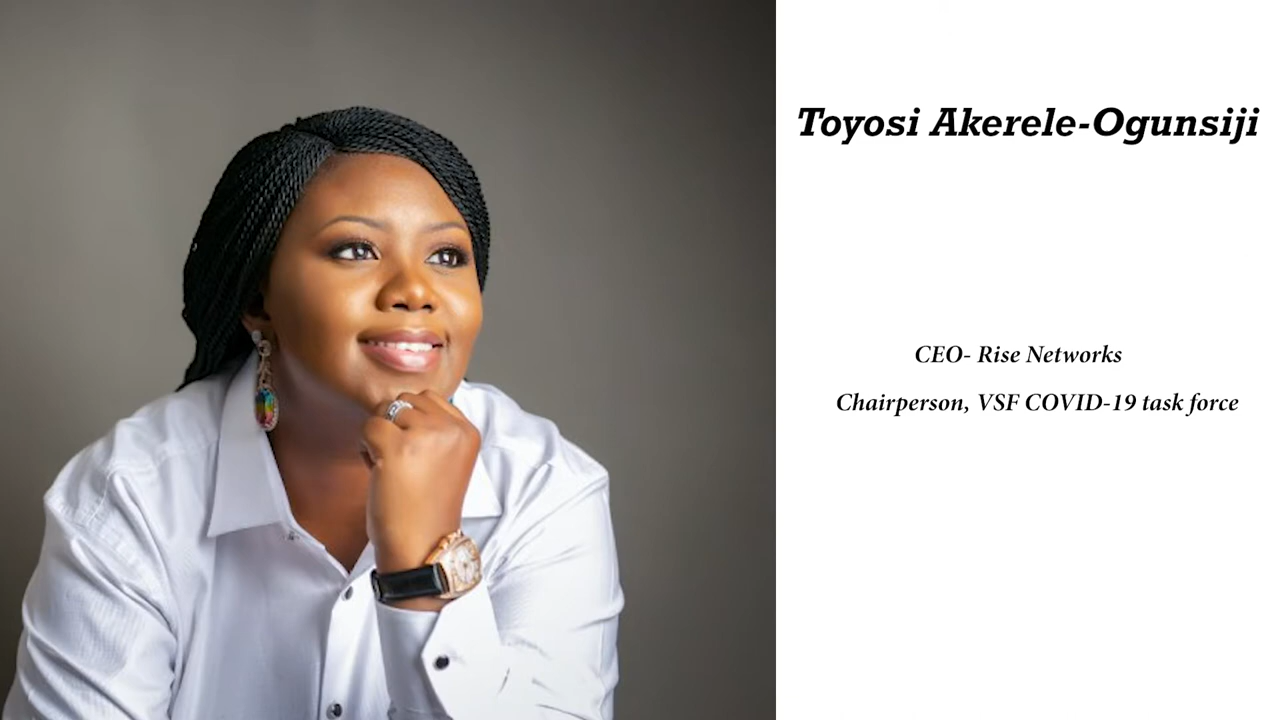 Toyosi Akerele-Ogunsiji
CEO- Rise Networks
Chairperson, VSF COVID-19 task force